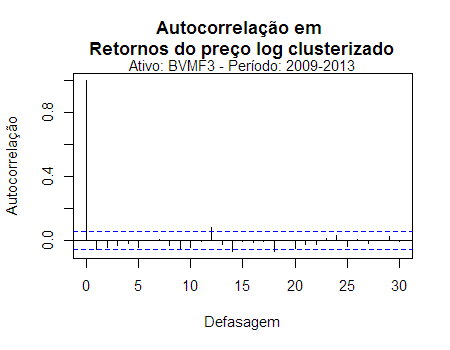 Autocorrelação em
Retornos do preço log clusterizado
Ativo: BVMF3 - Período: 2009-2013
Autocorrelação
0.8
0.4
0.0
0 5 10 15 20 25 30
Defasagem